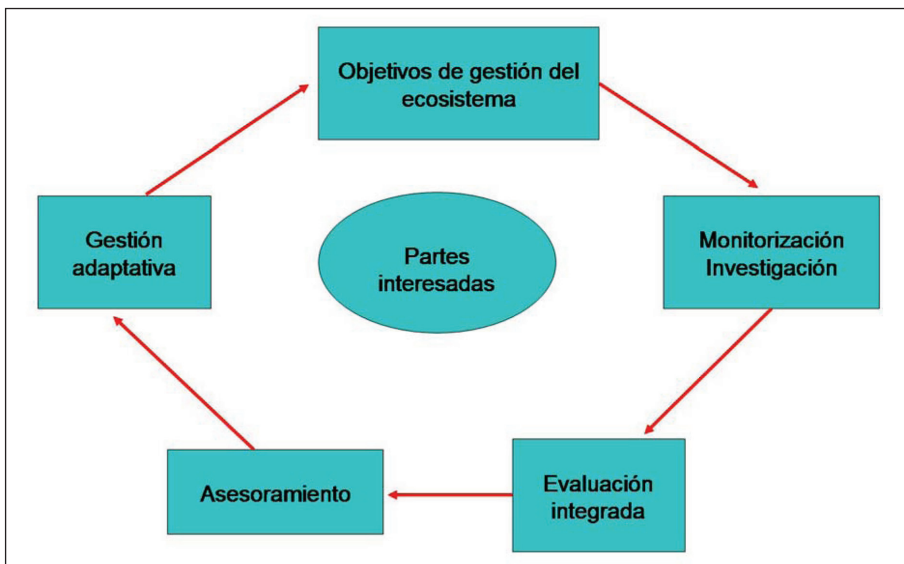 Objetivos de gestión del
ecosistema
Gestión
adaptativa
Partes
interesadas
Monitorización
Investigación
Asesoramiento
Evaluación
integrada